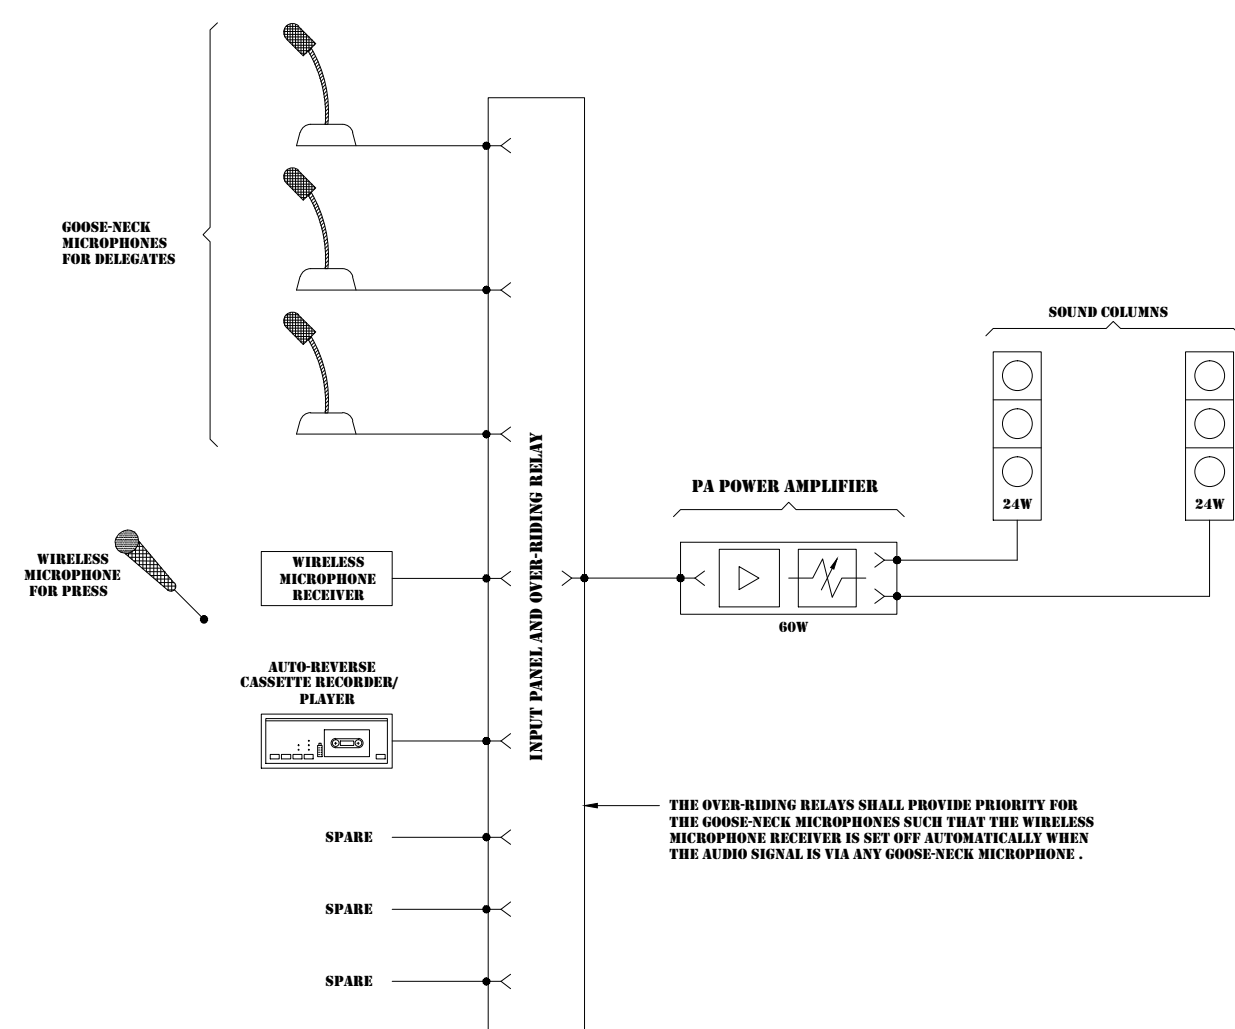 GOOSE-NECK
MICROPHONES
FOR DELEGATES
SOUND COLUMNS
24W
24W
PA POWER AMPLIFIER
60W
INPUT PANEL AND OVER-RIDING RELAY
WIRELESS
MICROPHONE
FOR PRESS
WIRELESS
MICROPHONE
RECEIVER
AUTO-REVERSE
CASSETTE RECORDER/
PLAYER
THE OVER-RIDING RELAYS SHALL PROVIDE PRIORITY FOR
THE GOOSE-NECK MICROPHONES SUCH THAT THE WIRELESS
MICROPHONE RECEIVER IS SET OFF AUTOMATICALLY WHEN
THE AUDIO SIGNAL IS VIA ANY GOOSE-NECK MICROPHONE .
SPARE
SPARE
SPARE